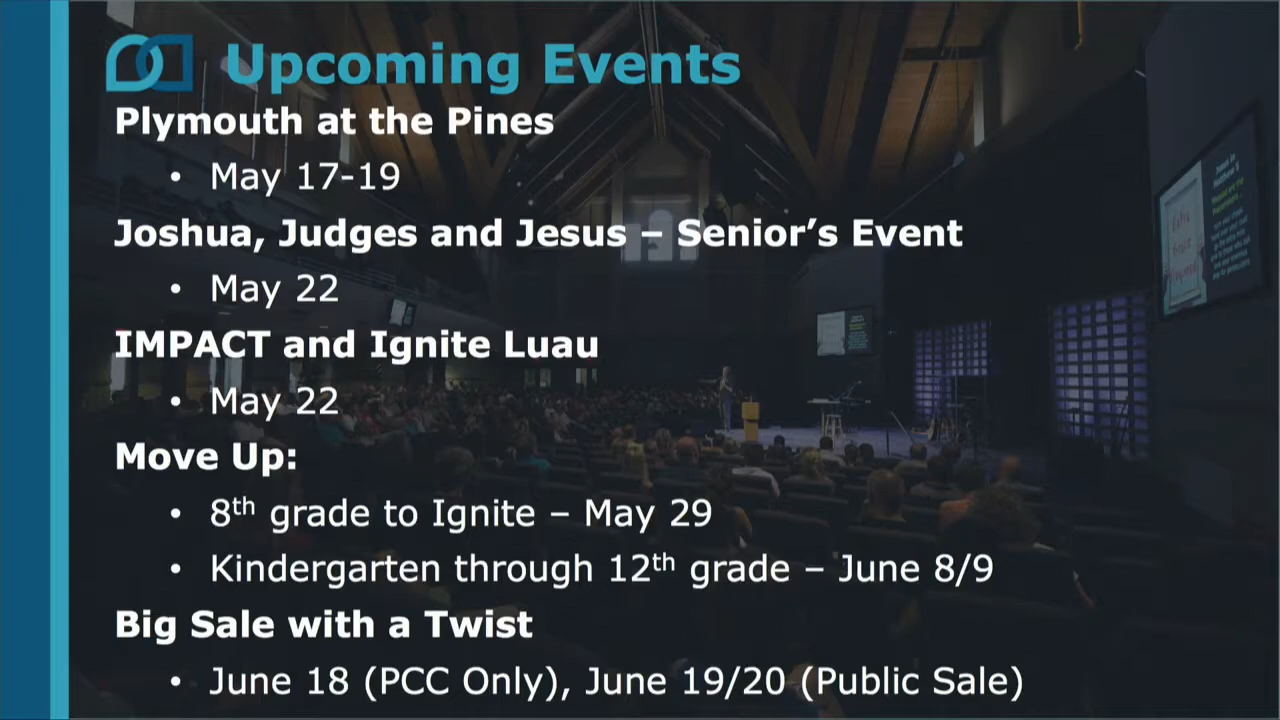 Upcoming Events
Plymouth at the Pines
• May 17-19
Joshua, Judges and Jesus – Senior’s Event
• May 22
IMPACT and Ignite Luau
• May 22
Move Up:
• 8th grade to Ignite – May 29
• Kindergarten through 12th grade – June 8/9
Big Sale with a Twist
• June 18 (PCC Only), June 19/20 (Public Sale)